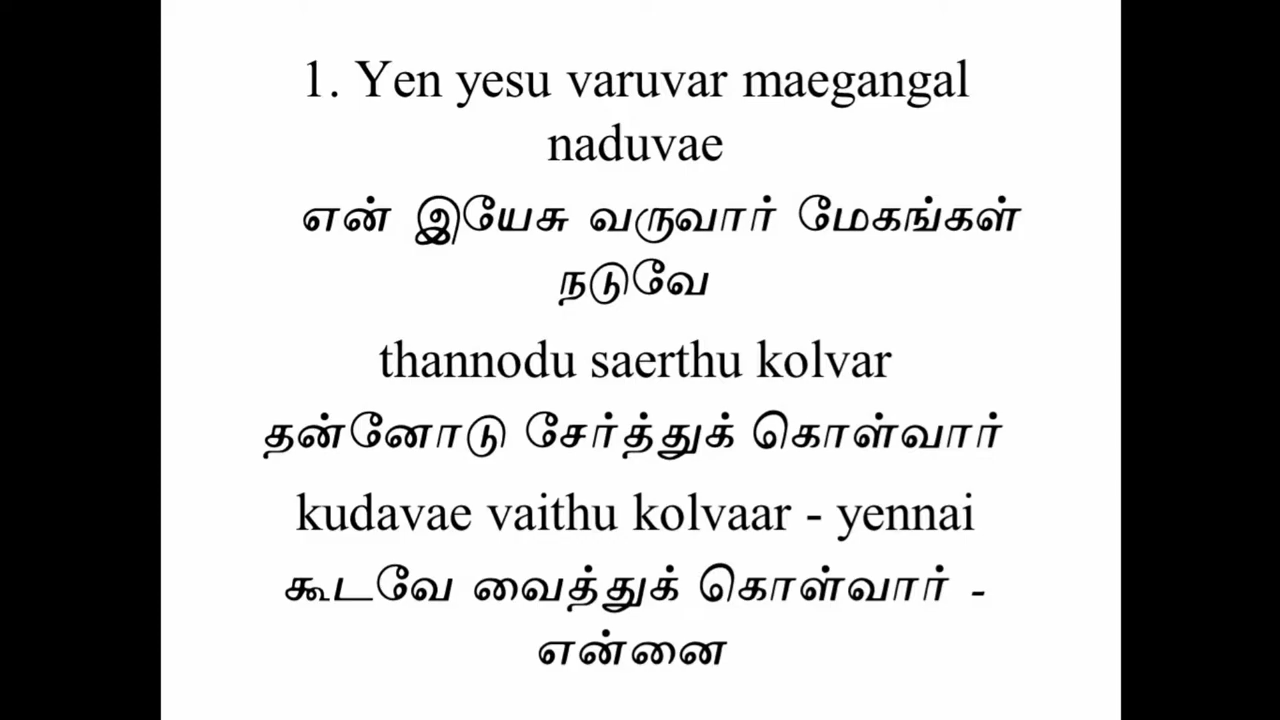 1. Yen yesu varuvar maegangal
naduvae
என் இயேசு வருவார் மேகங்கள்
நடுவே
thannodu saerthu kolvar
தன்னோடு சேர்த்துக் கொள்வார்
kudavae vaithu kolvaar - yennai
கூடவே வைத்துக் கொள்வார் -
என்னை